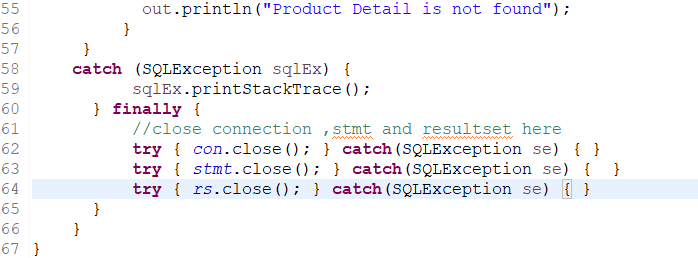 55 out.println("Product Detail is not found");
56 }
57 }
58 catch (SQLException sqlEx) {
59 sqlEx.printStackTrace();
60 } finally {
61 //close connection ,stmt and resultset here
62 try { con.close(); } catch(SQLException se) { }
63 try { stmt.close(); } catch(SQLException se) { }
64 try { rs.close(); } catch(SQLException se) { }
65 }
66 }
67 }